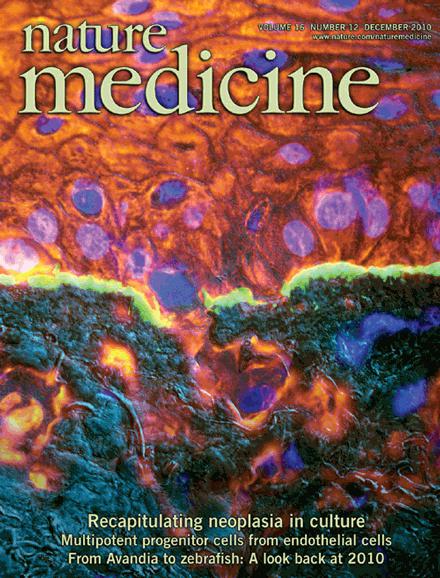 nature
medicine
VOLUME 16 NUMBER 12 DECEMBER 2010
www.nature.com/naturemedicine
Recapitulating neoplasia in culture
Multipotent progenitor cells from endothelial cells
From Avandia to zebrafish: A look back at 2010